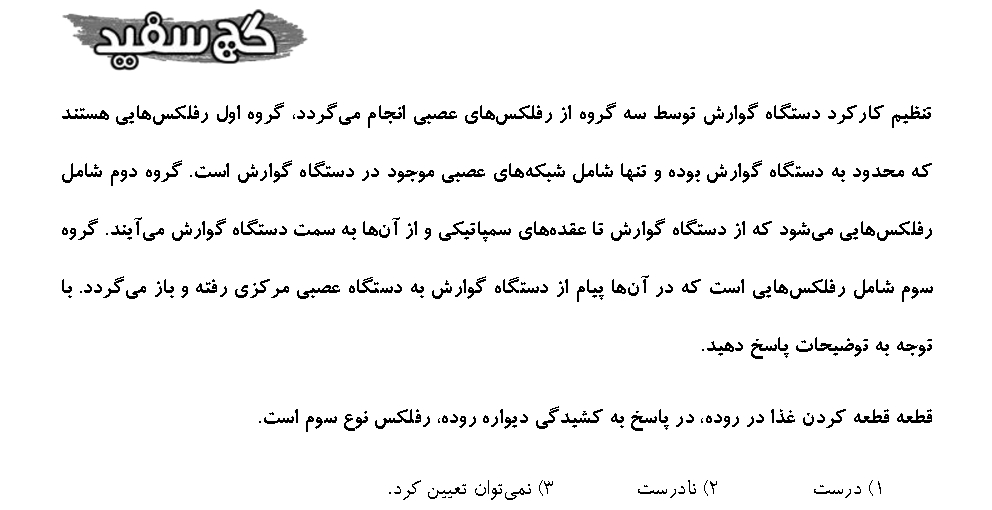 گچ سفید
تنظیم کارکرد دستگاه گوارش توسط سه گروه از رفلکس‌های عصبی انجام می‌گردد، گروه اول رفلکس‌هایی هستند
که محدود به دستگاه گوارش بوده و تنها شامل شبکه‌های عصبی موجود در دستگاه گوارش است. گروه دوم شامل
رفلکس‌هایی می‌شود که از دستگاه گوارش تا عقده‌های سمپاتیکی و از آن‌ها به سمت دستگاه گوارش می‌آیند. گروه
سوم شامل رفلکس‌هایی است که در آن‌ها پیام از دستگاه گوارش به دستگاه عصبی مرکزی رفته و باز می‌گردد. با
توجه به توضیحات پاسخ دهید.
قطعه قطعه کردن غذا در روده، در پاسخ به کشیدگی دیواره روده، رفلکس نوع سوم است.
۱) درست ۲) نادرست ۳) نمی‌توان تعیین کرد.